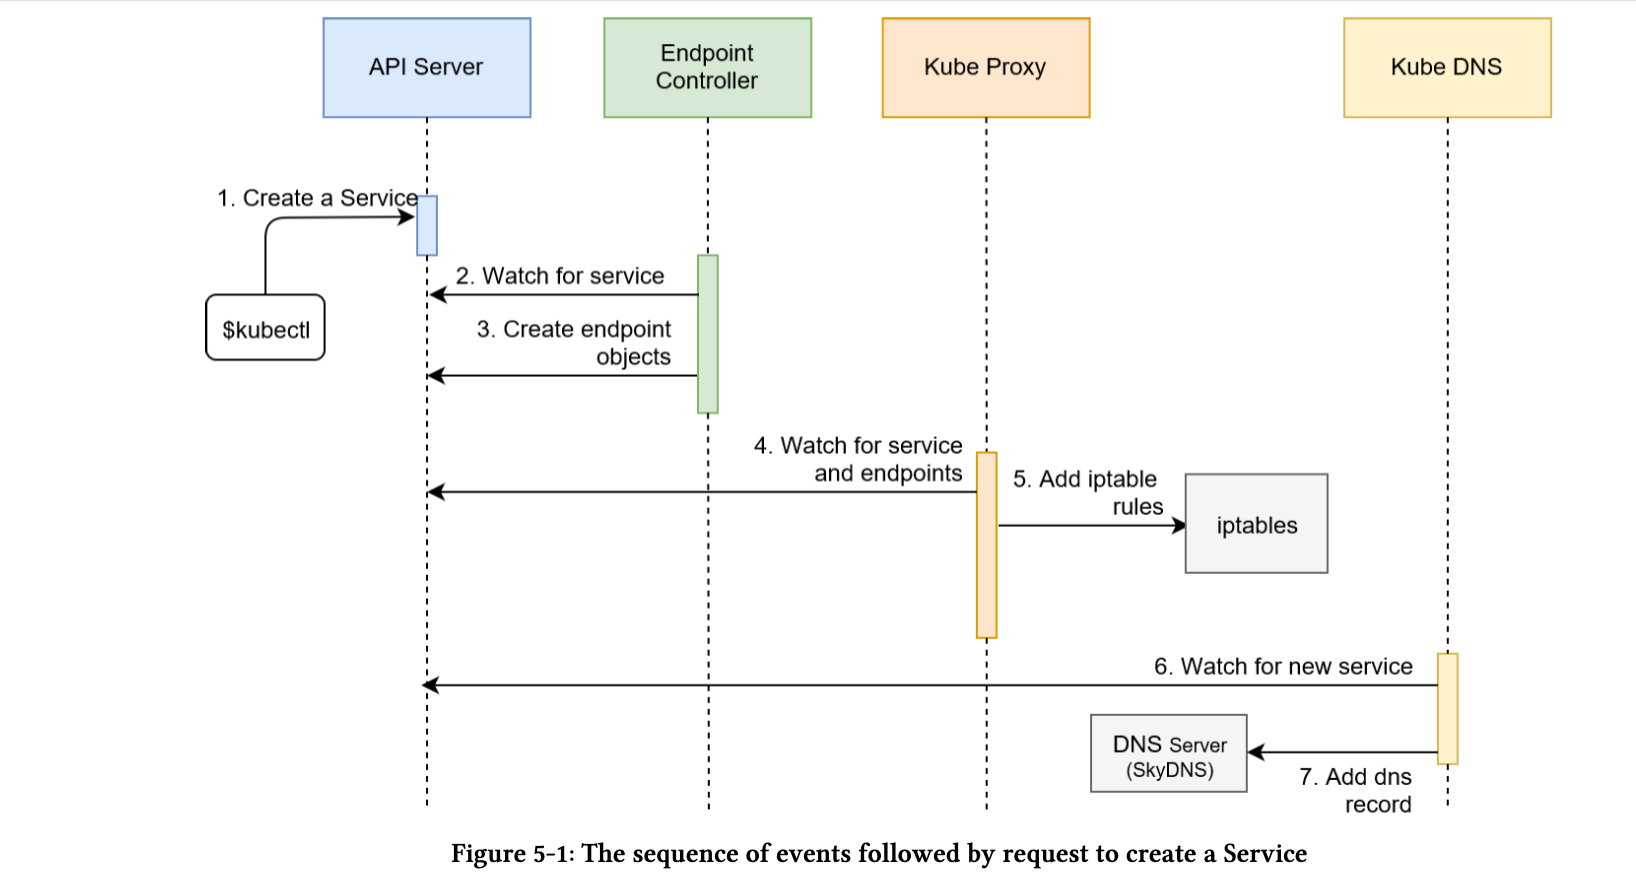 API Server
Endpoint
Controller
Kube Proxy
Kube DNS
1. Create a Service
$kubectl
2. Watch for service
3. Create endpoint
objects
4. Watch for service
and endpoints
5. Add iptable
rules
iptables
6. Watch for new service
DNS Server
(SkyDNS)
7. Add dns
record
Figure 5-1: The sequence of events followed by request to create a Service